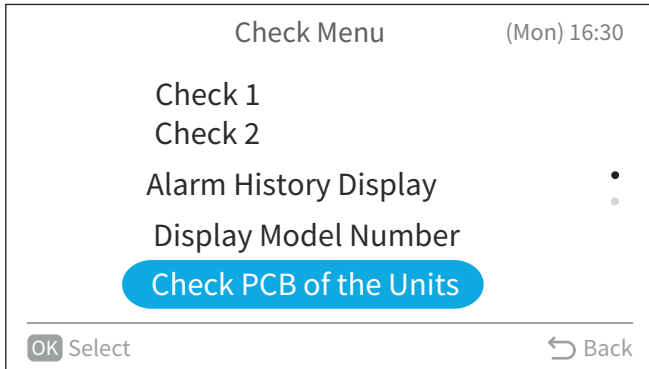 Check Menu (Mon) 16:30
Check 1
Check 2
Alarm History Display
Display Model Number
Check PCB of the Units
OK Select Back